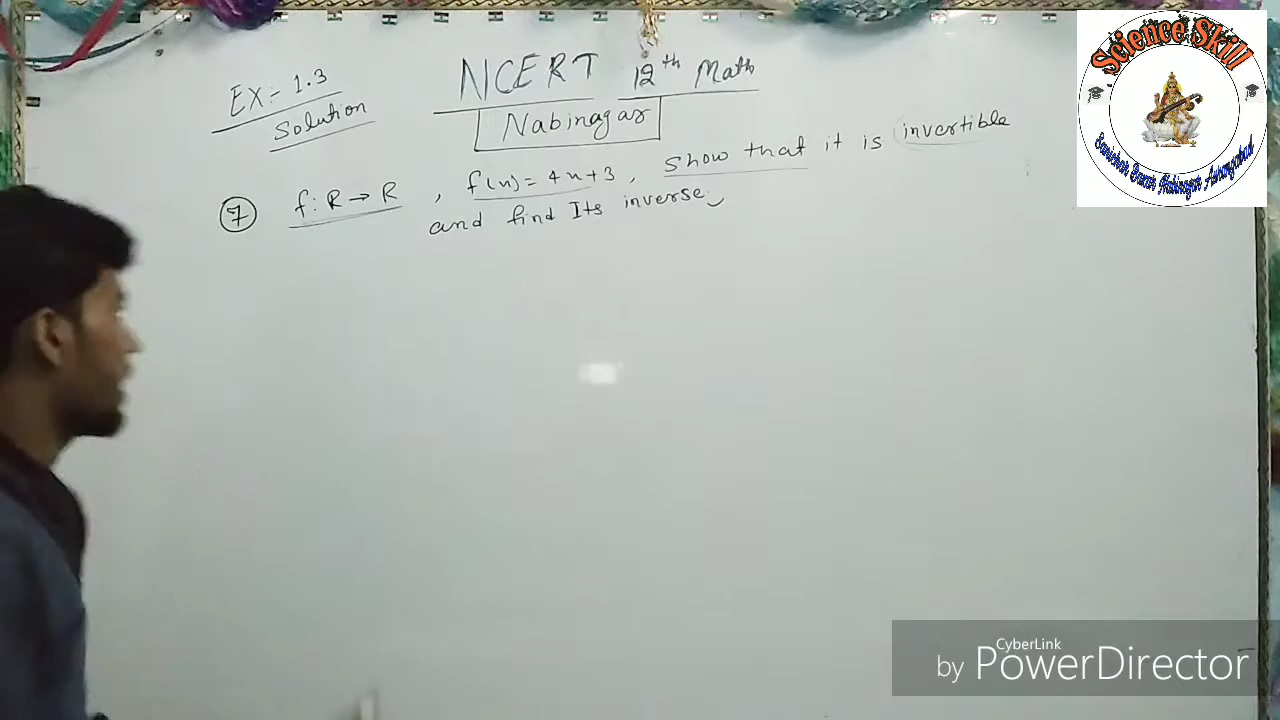 Ex:- 1.3
Solution
NCERT 12th Math
Nabinagar
7 f: R → R , f(x) = 4x+3 , Show that it is invertible
and find Its inverse
Science Skill
by CyberLink PowerDirector